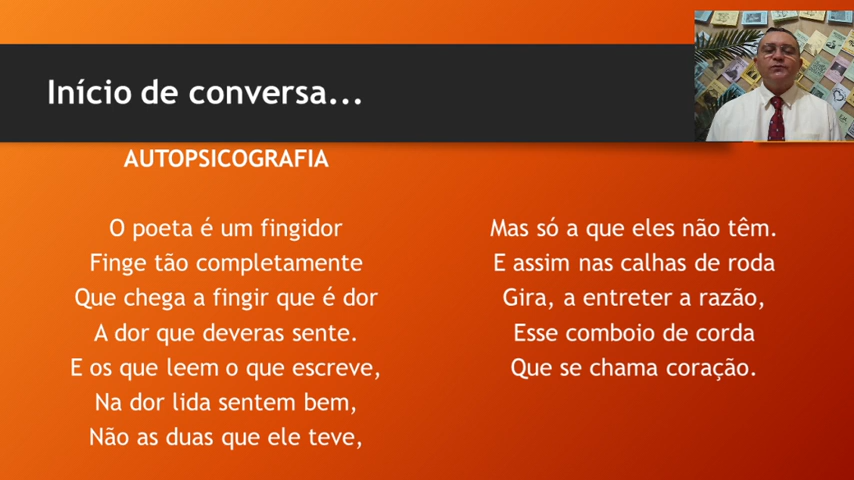 Início de conversa...
AUTOPSICOGRAFIA
O poeta é um fingidor
Finge tão completamente
Que chega a fingir que é dor
A dor que deveras sente.
E os que leem o que escreve,
Na dor lida sentem bem,
Não as duas que ele teve,
Mas só a que eles não têm.
E assim nas calhas de roda
Gira, a entreter a razão,
Esse comboio de corda
Que se chama coração.